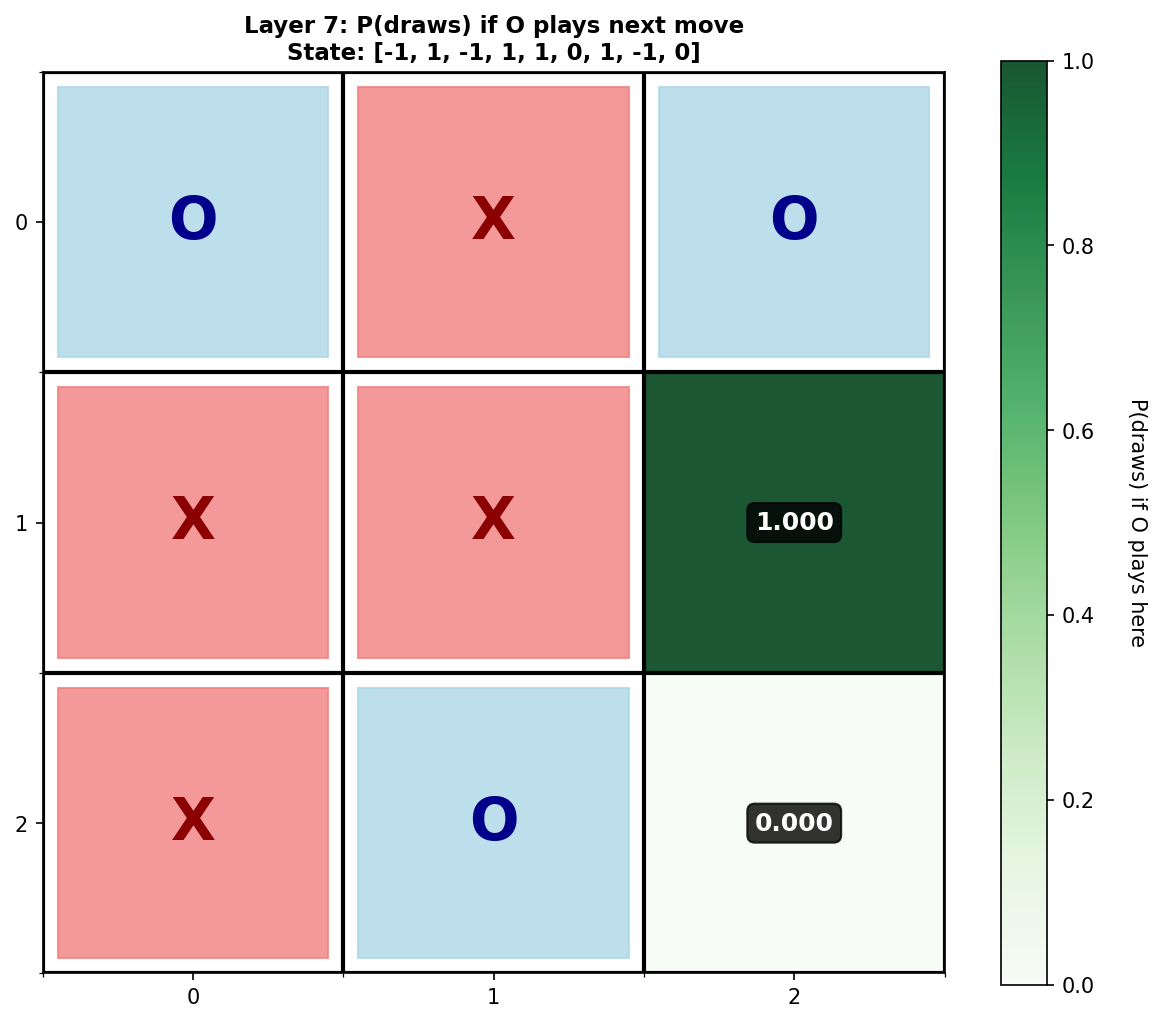 Layer 7: P(draws) if O plays next move
State: [-1, 1, -1, 1, 1, 0, 1, -1, 0]
O X O
X X 1.000
X O 0.000
0
1
2
0 1 2
1.0
0.8
0.6
0.4
0.2
0.0
P(draws) if O plays here